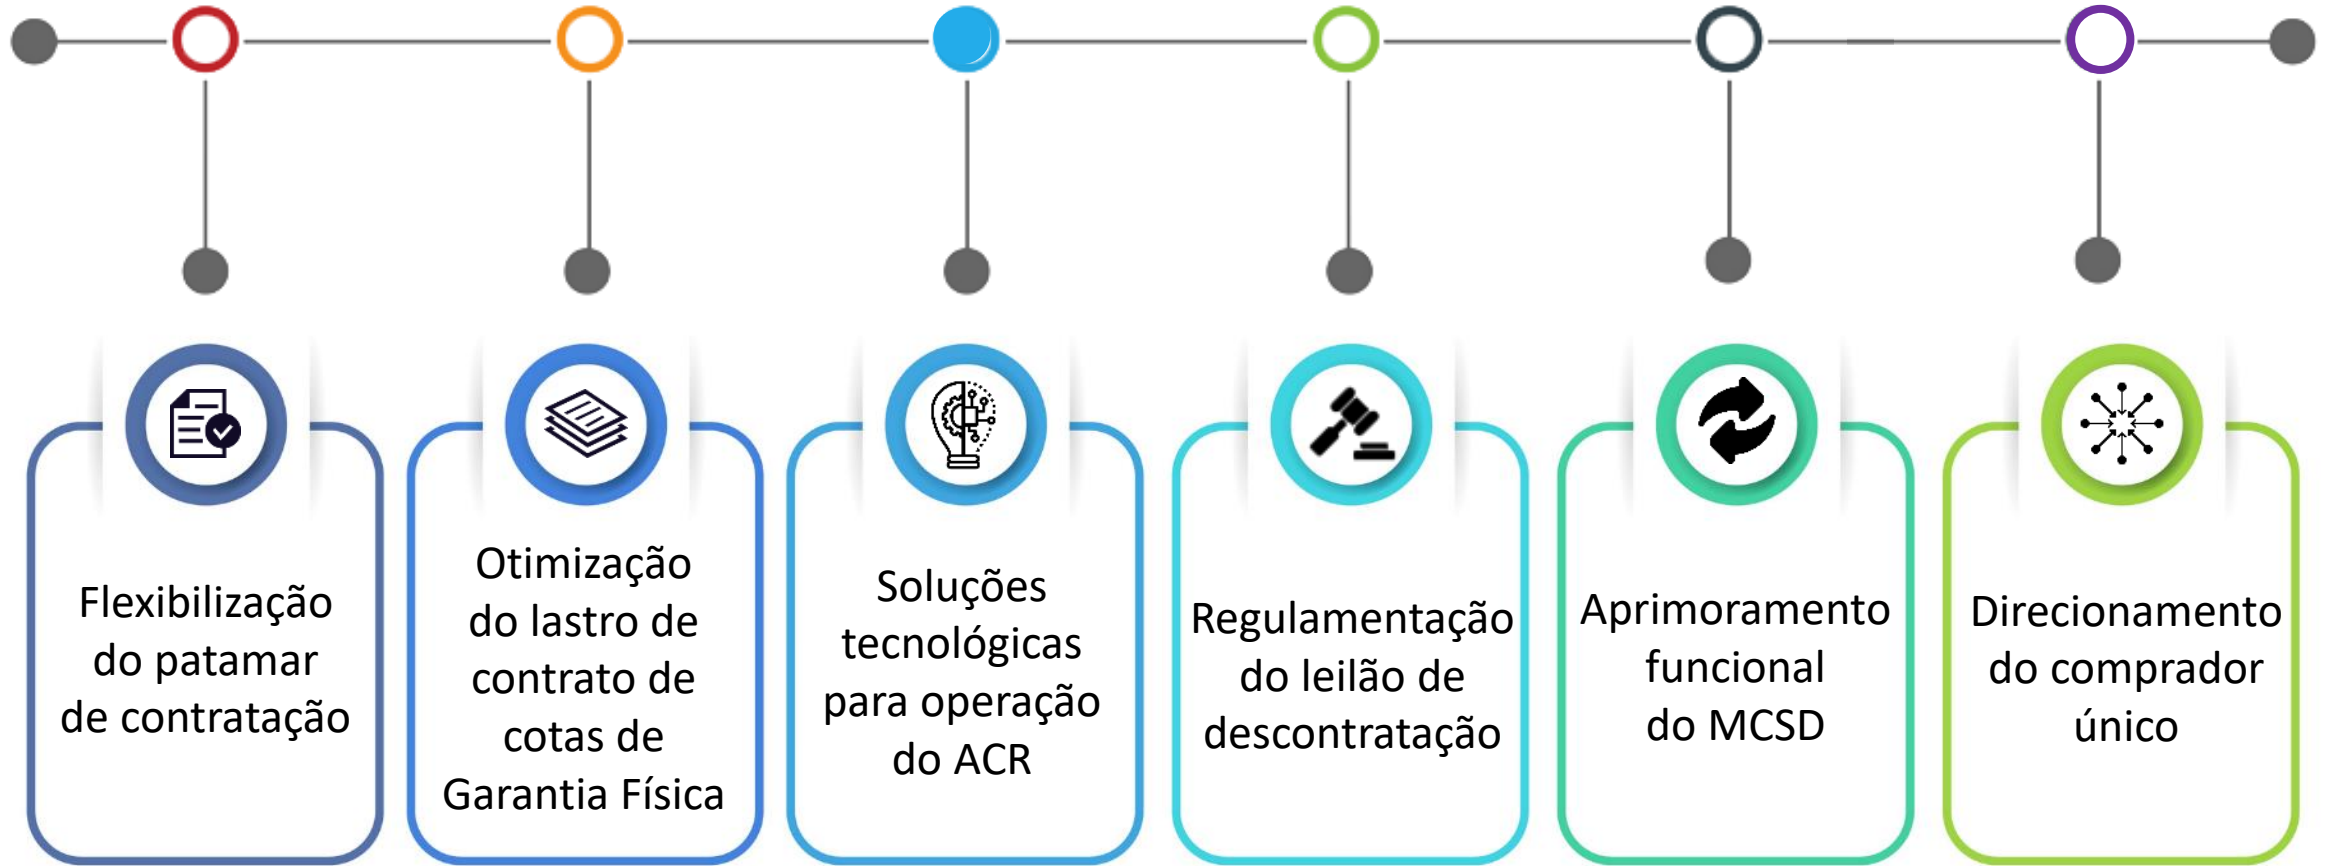 Flexibilização
do patamar
de contratação
Otimização
do lastro de
contrato de
cotas de
Garantia Física
Soluções
tecnológicas
para operação
do ACR
Regulamentação
do leilão de
descontratação
Aprimoramento
funcional
do MCSD
Direcionamento
do comprador
único